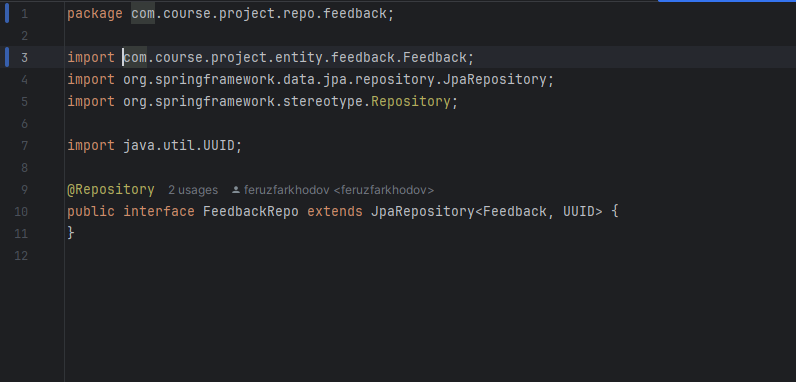 1 package com.course.project.repo.feedback;
2
3 import com.course.project.entity.feedback.Feedback;
4 import org.springframework.data.jpa.repository.JpaRepository;
5 import org.springframework.stereotype.Repository;
6
7 import java.util.UUID;
8
9 @Repository 2 usages feruzfarkhodov <feruzfarkhodov>
10 public interface FeedbackRepo extends JpaRepository<Feedback, UUID> {
11 }
12